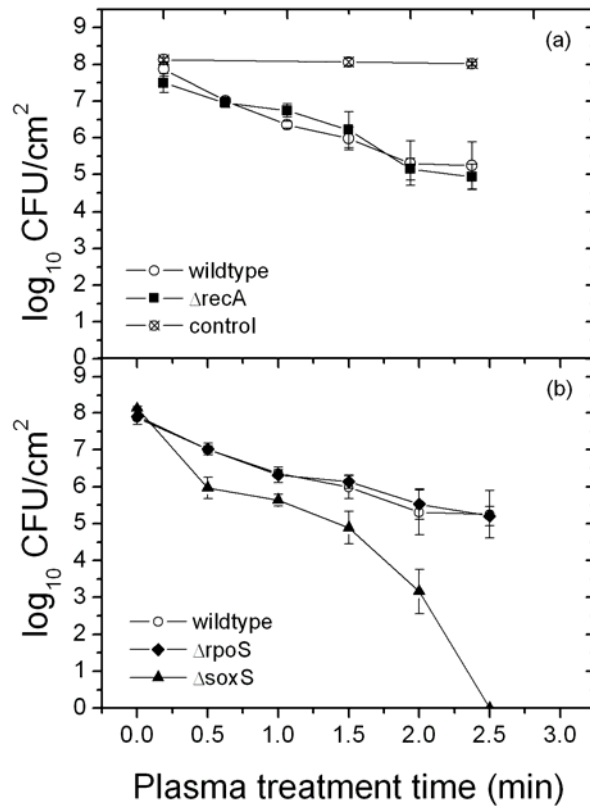 9
(a)
8
7
6
5
4
3
2
1
0
log10 CFU/cm2
wildtype
ΔrecA
control
9
(b)
8
7
6
5
4
3
2
1
0
log10 CFU/cm2
wildtype
ΔrpoS
ΔsoxS
0.0 0.5 1.0 1.5 2.0 2.5 3.0
Plasma treatment time (min)